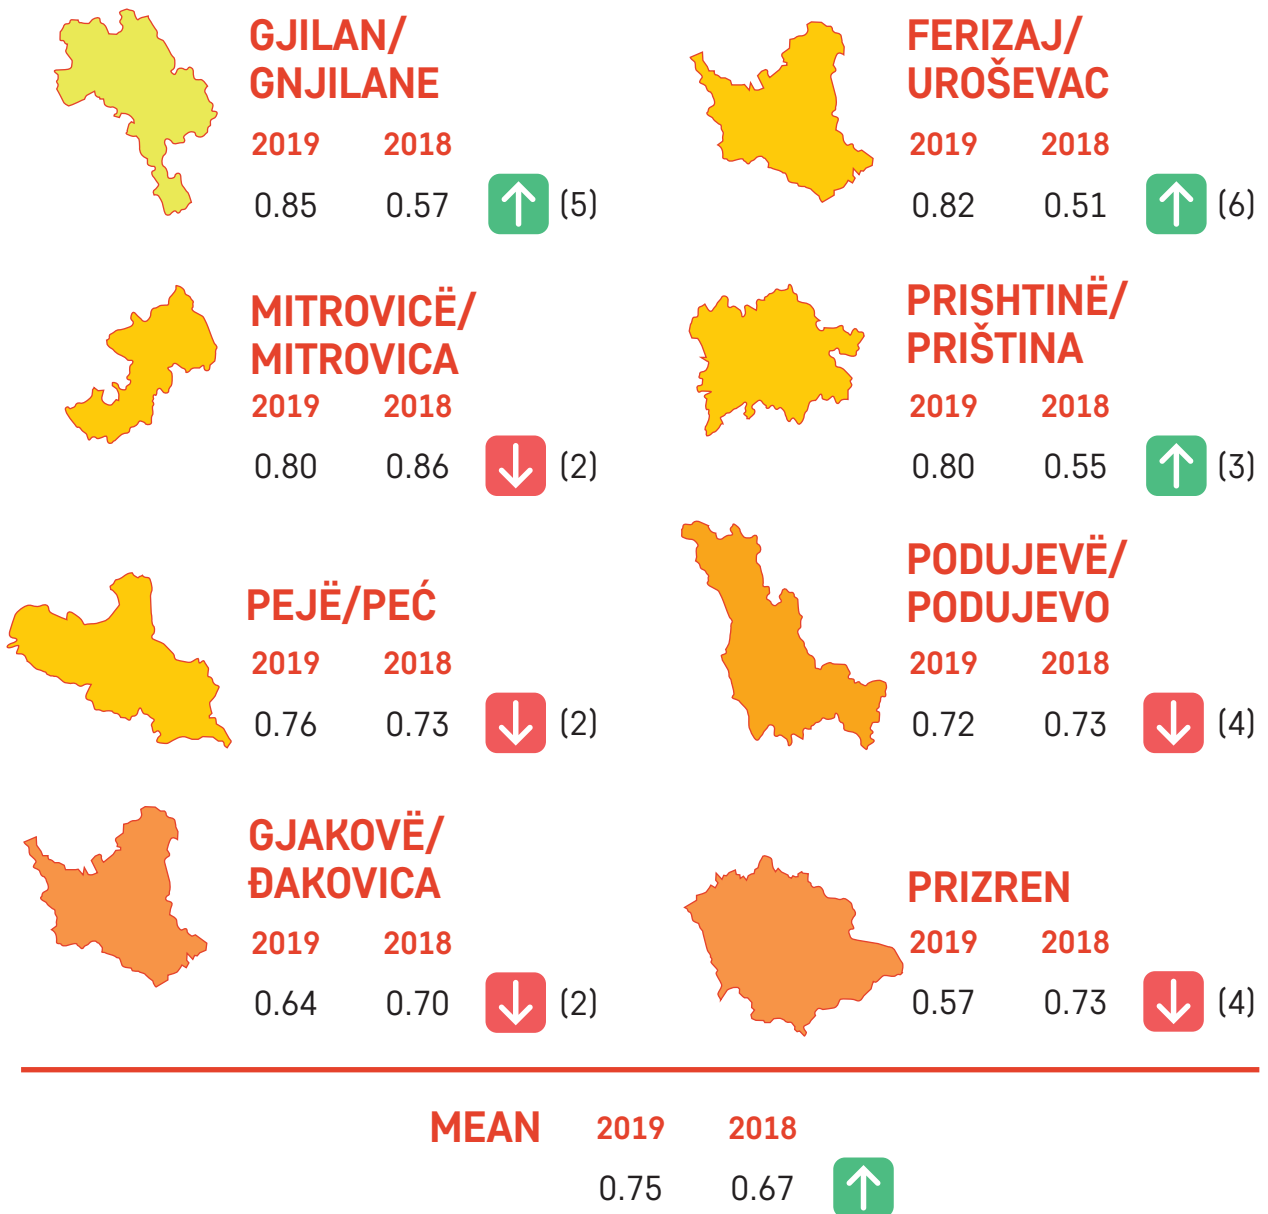 GJILAN/
GNJILANE
2019 2018
0.85 0.57 (5)
FERIZAJ/
UROŠEVAC
2019 2018
0.82 0.51 (6)
MITROVICË/
MITROVICA
2019 2018
0.80 0.86 (2)
PRISHTINË/
PRIŠTINA
2019 2018
0.80 0.55 (3)
PEJË/PEĆ
2019 2018
0.76 0.73 (2)
PODUJEVË/
PODUJEVO
2019 2018
0.72 0.73 (4)
GJAKOVË/
ĐAKOVICA
2019 2018
0.64 0.70 (2)
PRIZREN
2019 2018
0.57 0.73 (4)
MEAN 2019 2018
0.75 0.67